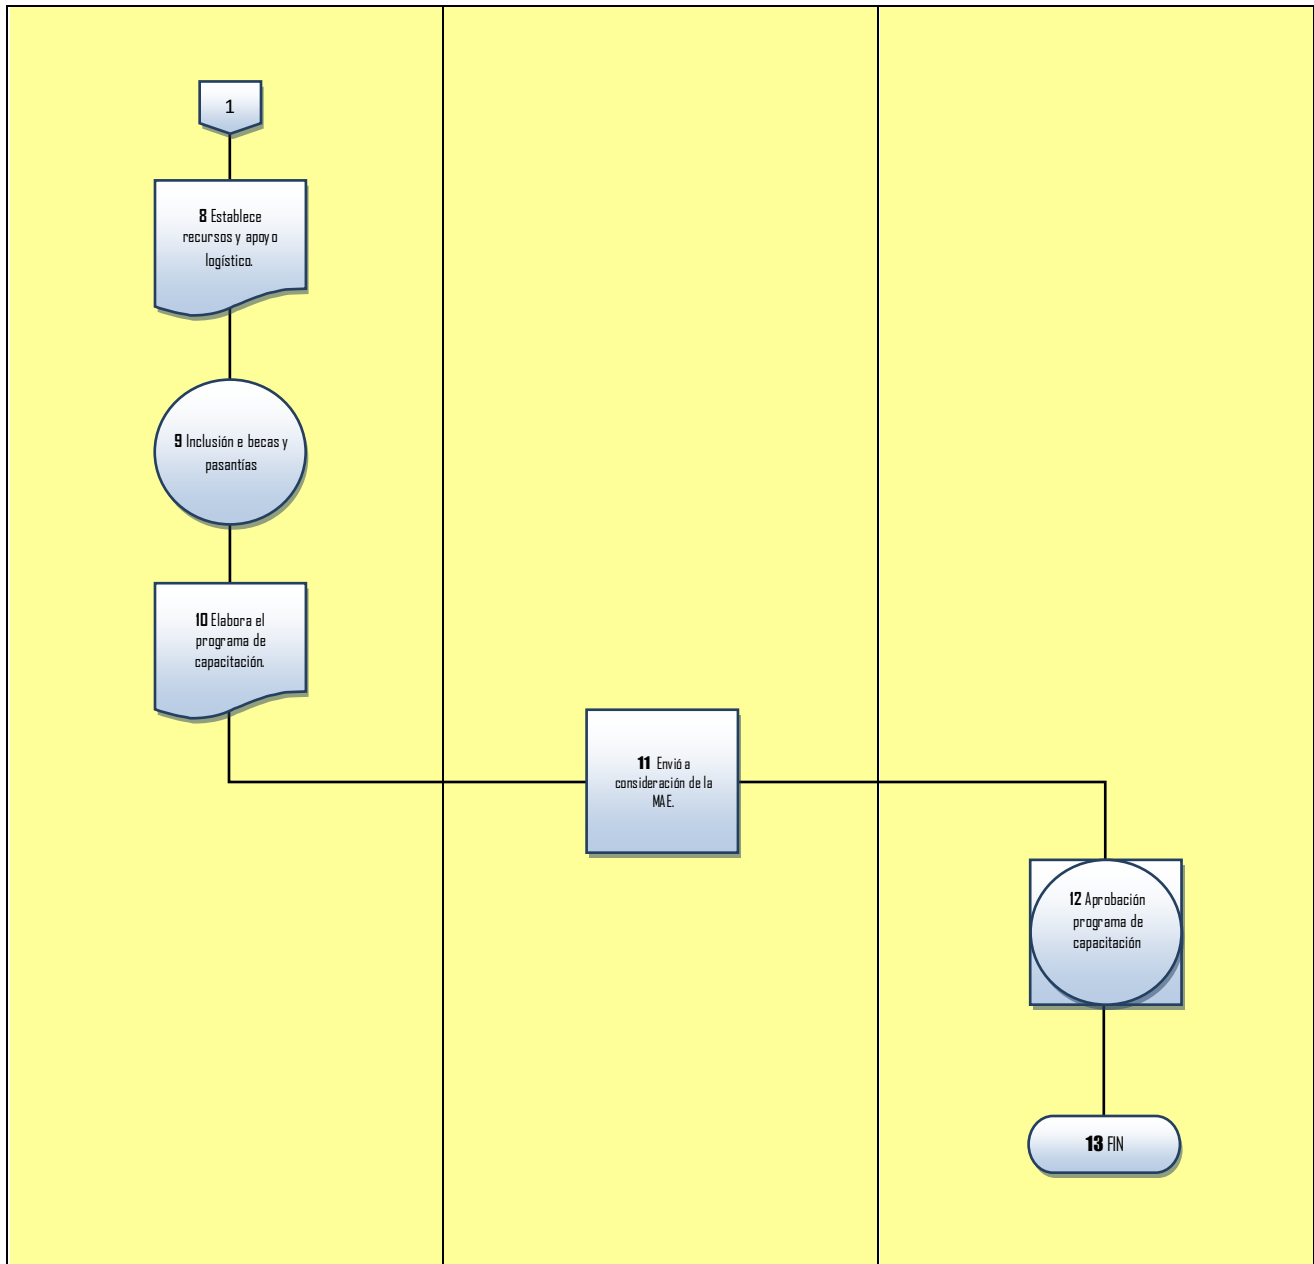 1
8 Establece
recursos y apoyo
logístico.
9 Inclusión e becas y
pasantías
10 Elabora el
programa de
capacitación.
11 Envió a
consideración de la
MAE.
12 Aprobación
programa de
capacitación
13 FIN